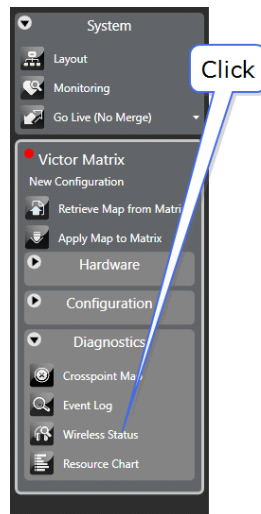 System
Layout
Click
Monitoring
Go Live (No Merge)
Victor Matrix
New Configuration
Retrieve Map from Matri
Apply Map to Matrix
Hardware
Configuration
Diagnostics
Crosspoint Map
Event Log
Wireless Status
Resource Chart